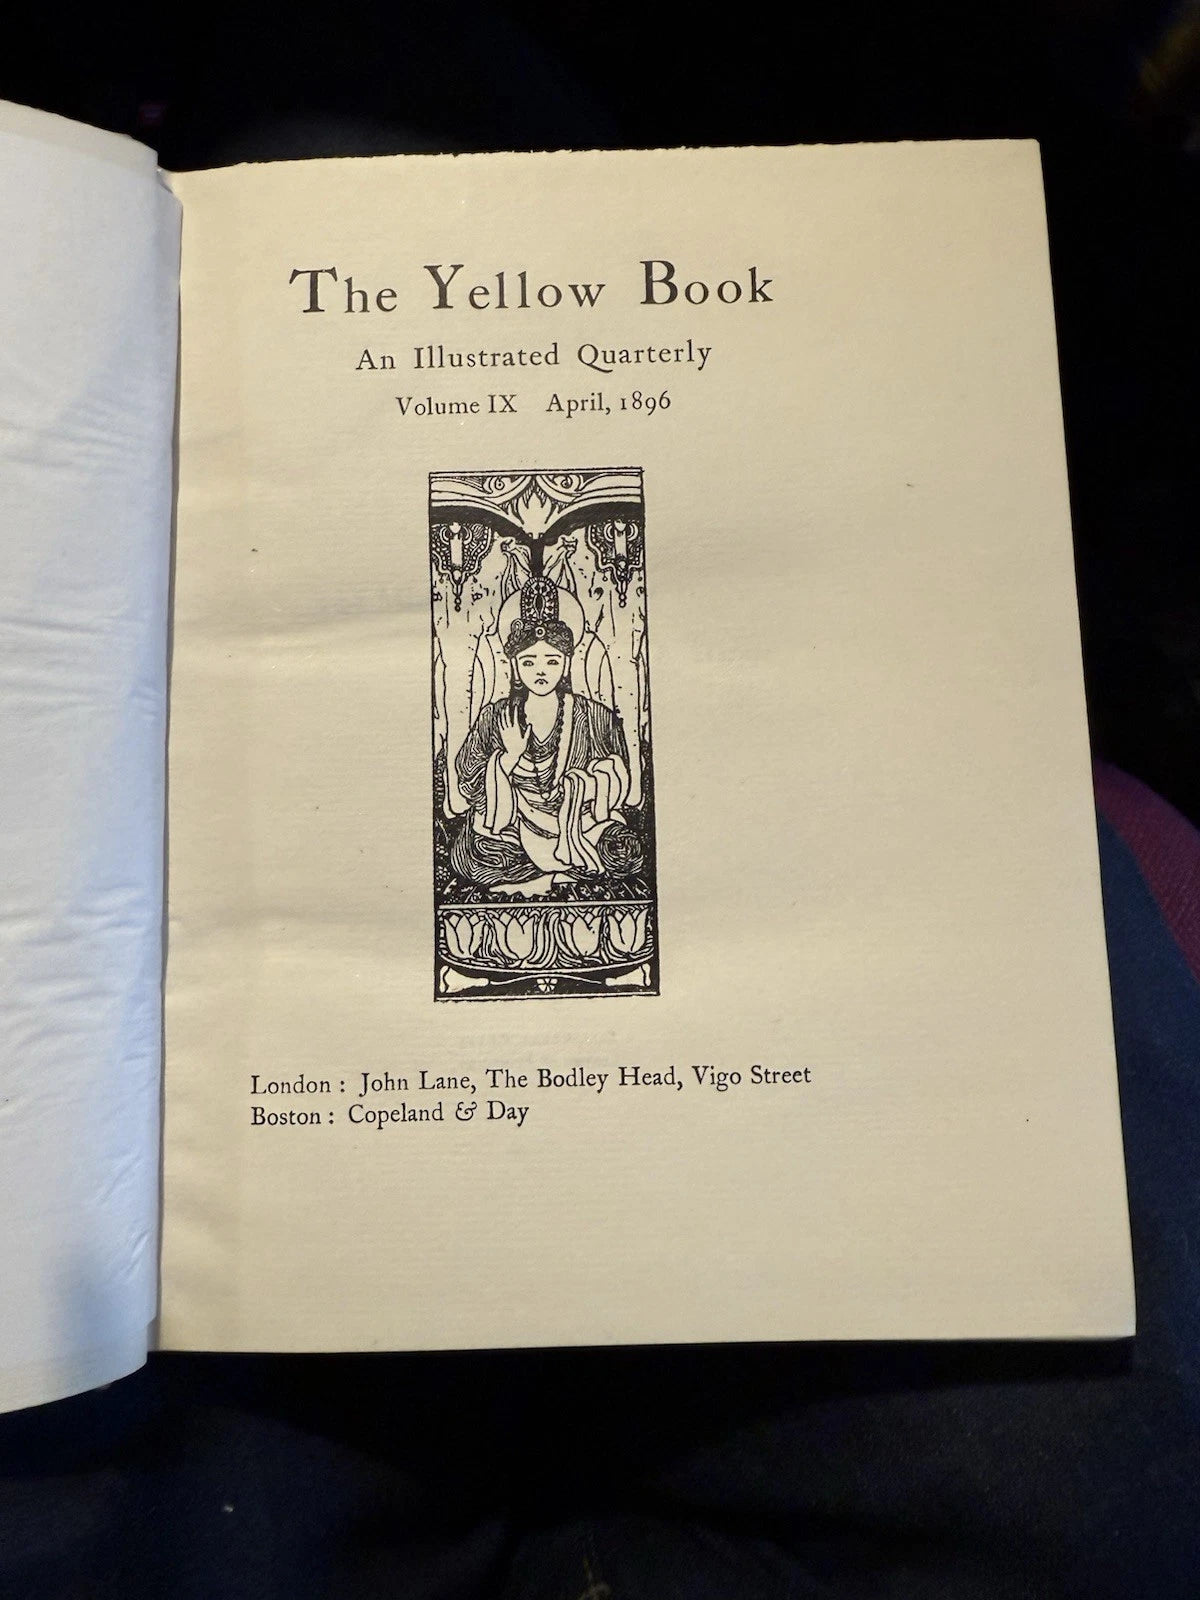 The Yellow Book
An Illustrated Quarterly
Volume IX April, 1896
London: John Lane, The Bodley Head, Vigo Street
Boston: Copeland & Day